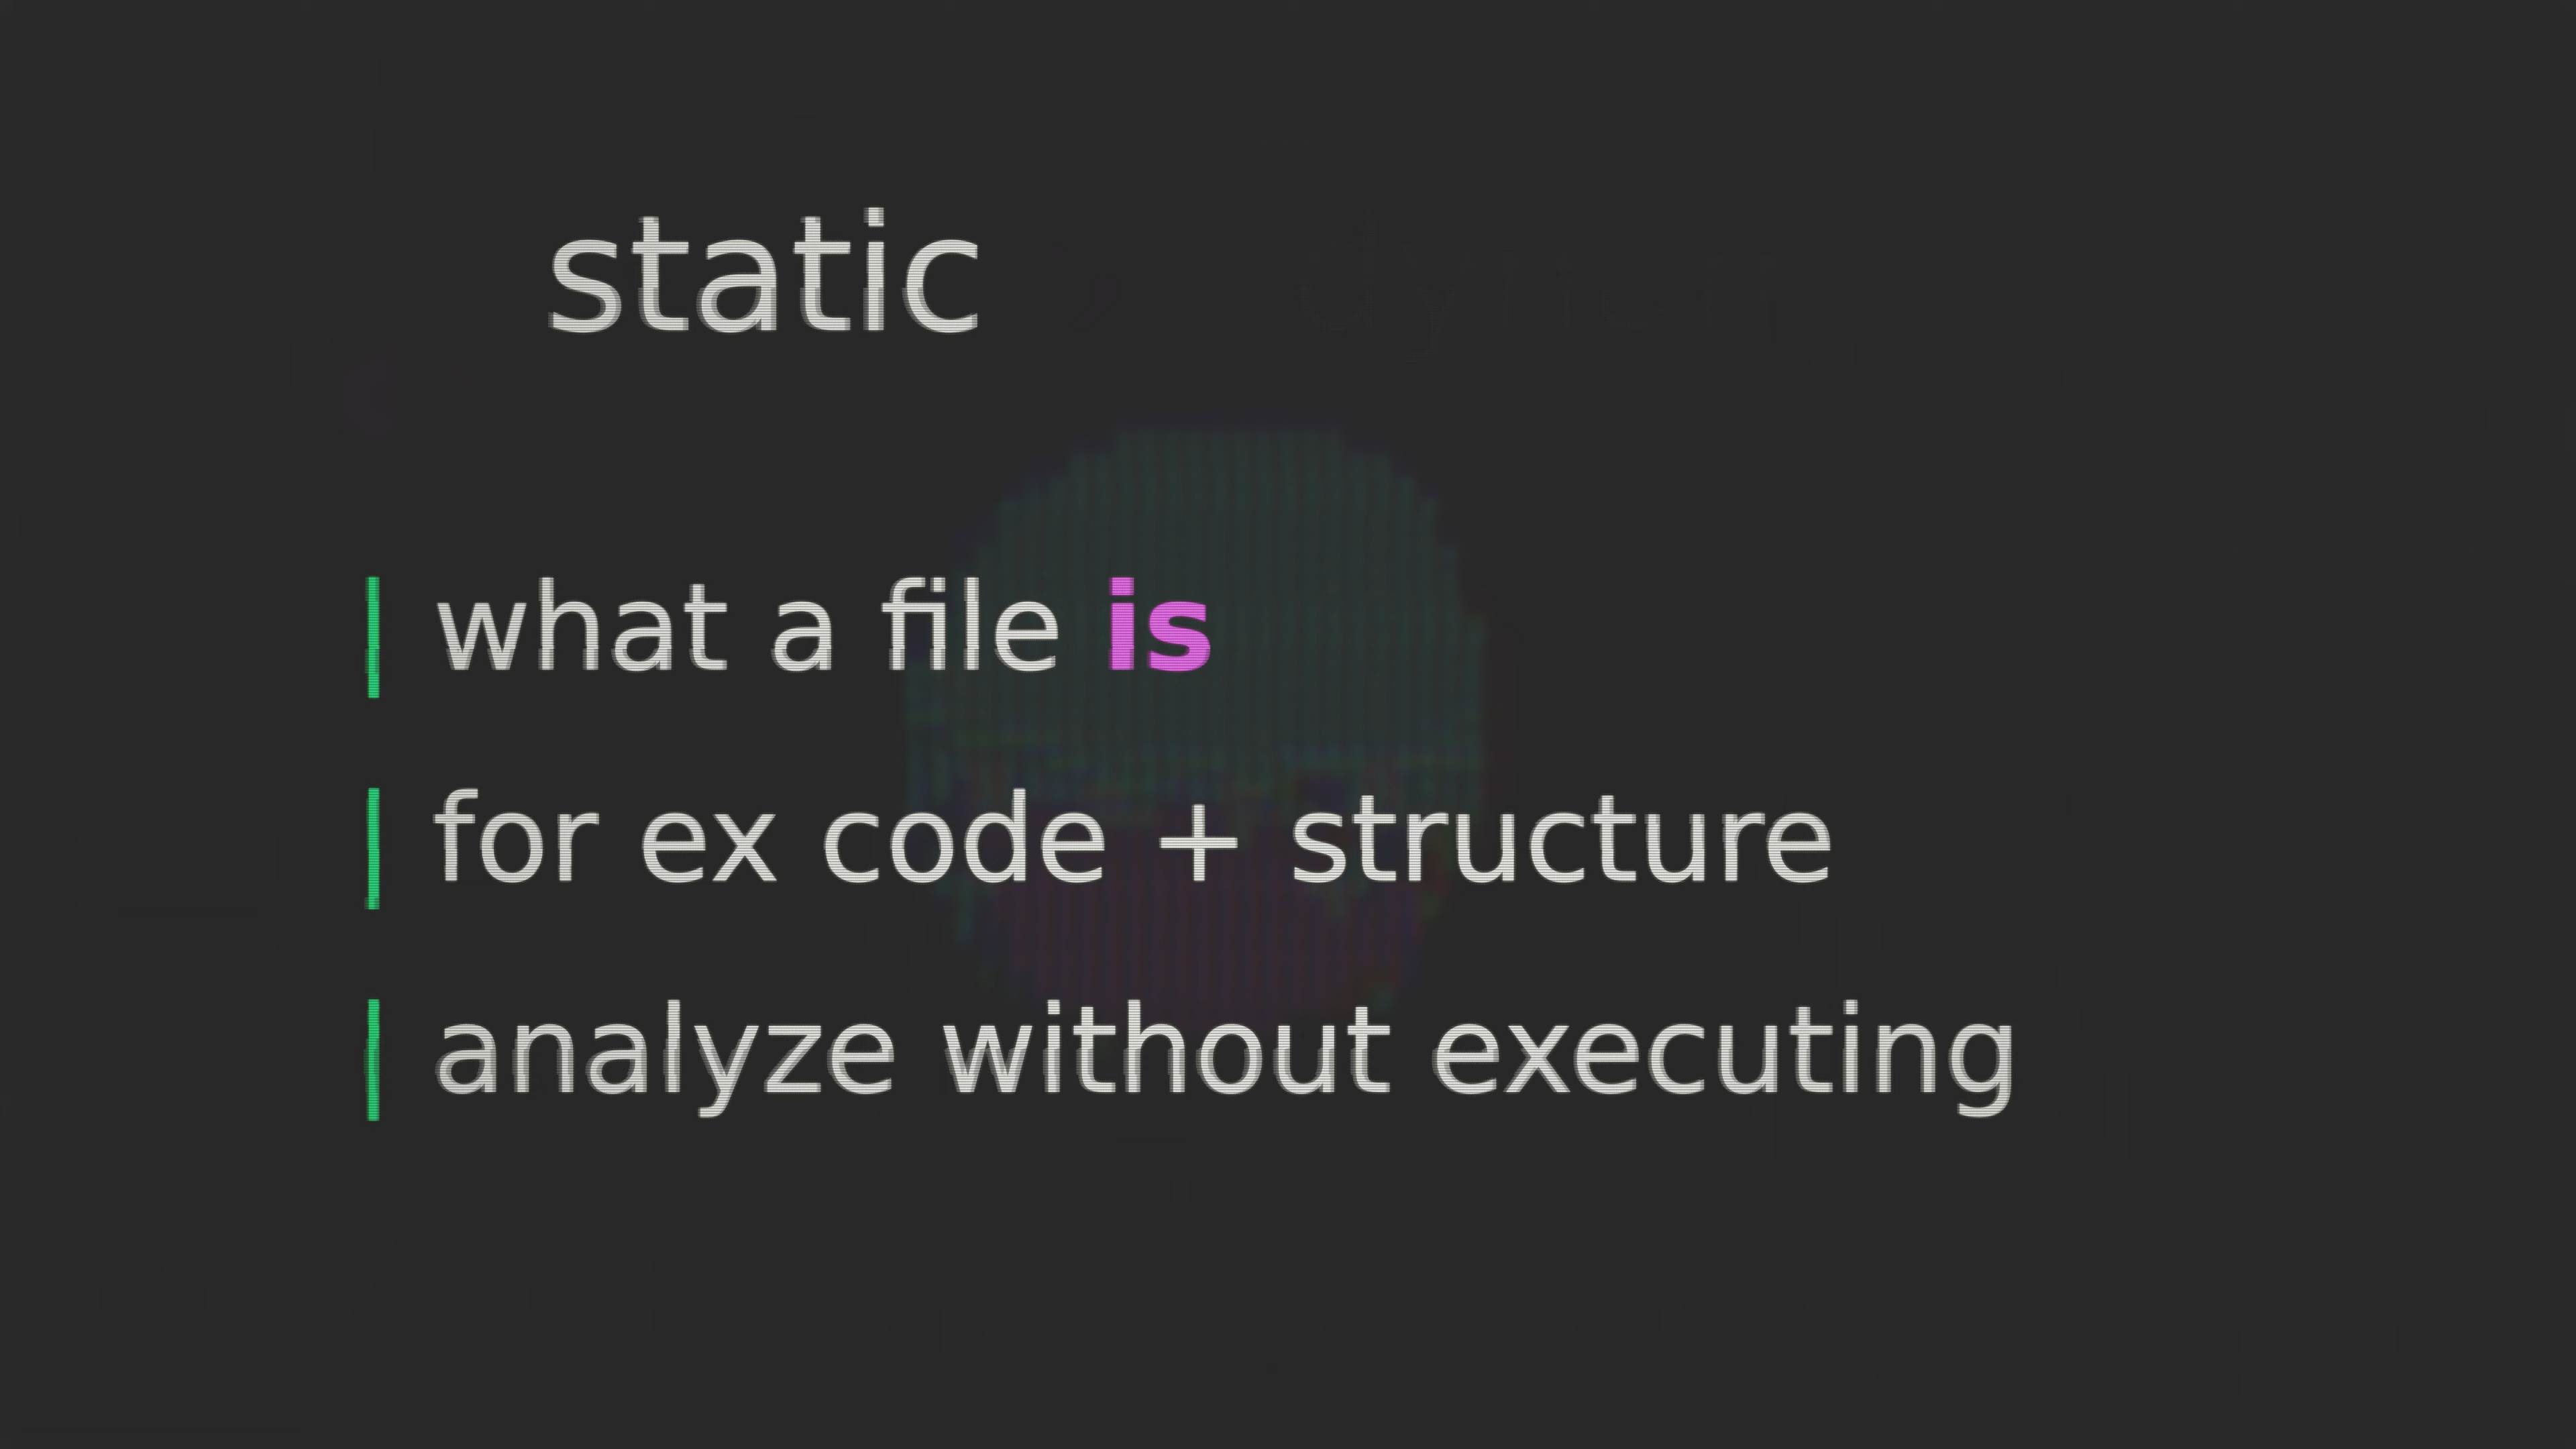 static
what a file is
for ex code + structure
analyze without executing